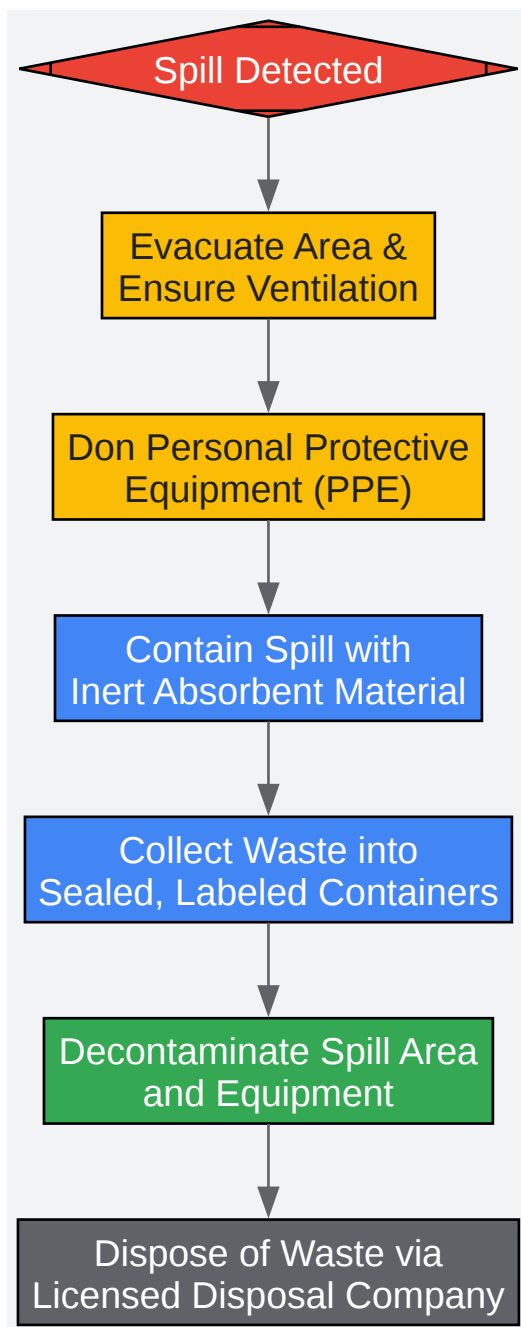 Spill Detected
Evacuate Area &
Ensure Ventilation
Don Personal Protective
Equipment (PPE)
Contain Spill with
Inert Absorbent Material
Collect Waste into
Sealed, Labeled Containers
Decontaminate Spill Area
and Equipment
Dispose of Waste via
Licensed Disposal Company